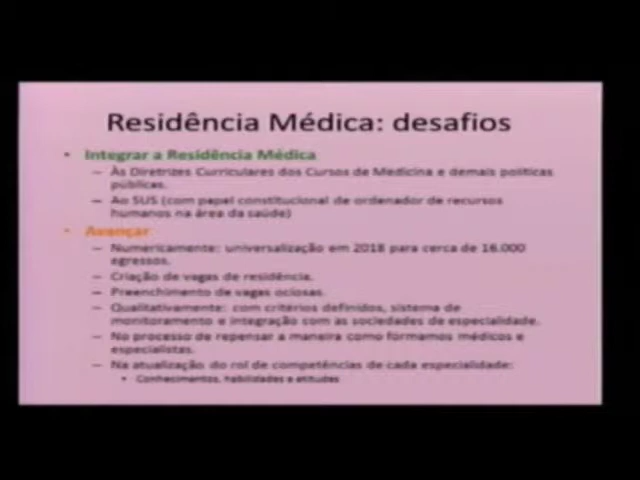 Residência Médica: desafios
• Integrar a Residência Médica
– Às Diretrizes Curriculares dos Cursos de Medicina e demais políticas
públicas.
– Ao SUS (com papel constitucional de ordenador de recursos
humanos na área da saúde)
• Avançar
– Numericamente: universalização em 2018 para cerca de 16.000
egressos.
– Criação de vagas de residência.
– Preenchimento de vagas ociosas.
– Qualitativamente: com critérios definidos, sistema de
monitoramento e integração com as sociedades de especialidade.
– No processo de repensar a maneira como formamos médicos e
especialistas.
– Na atualização do rol de competências de cada especialidade:
• Conhecimentos, habilidades e atitudes